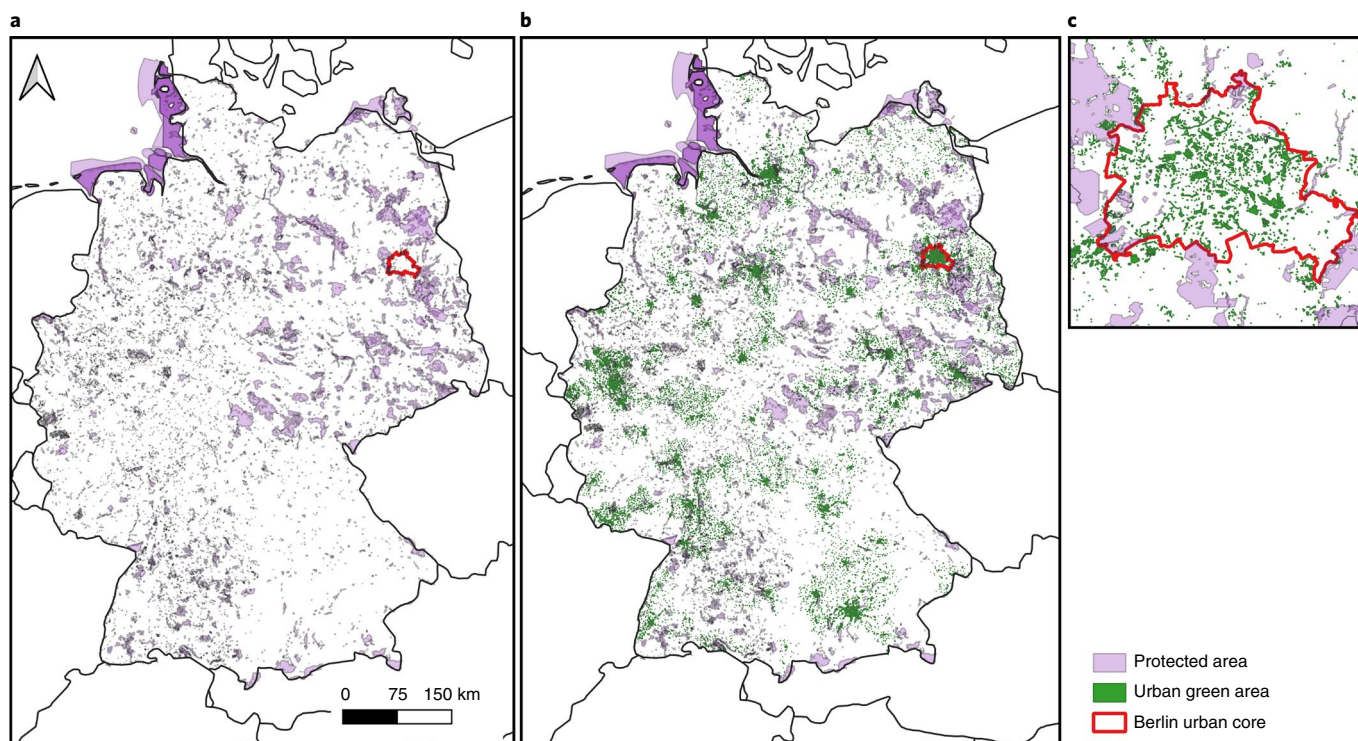 a
b
c
0 75 150 km
Protected area
Urban green area
Berlin urban core